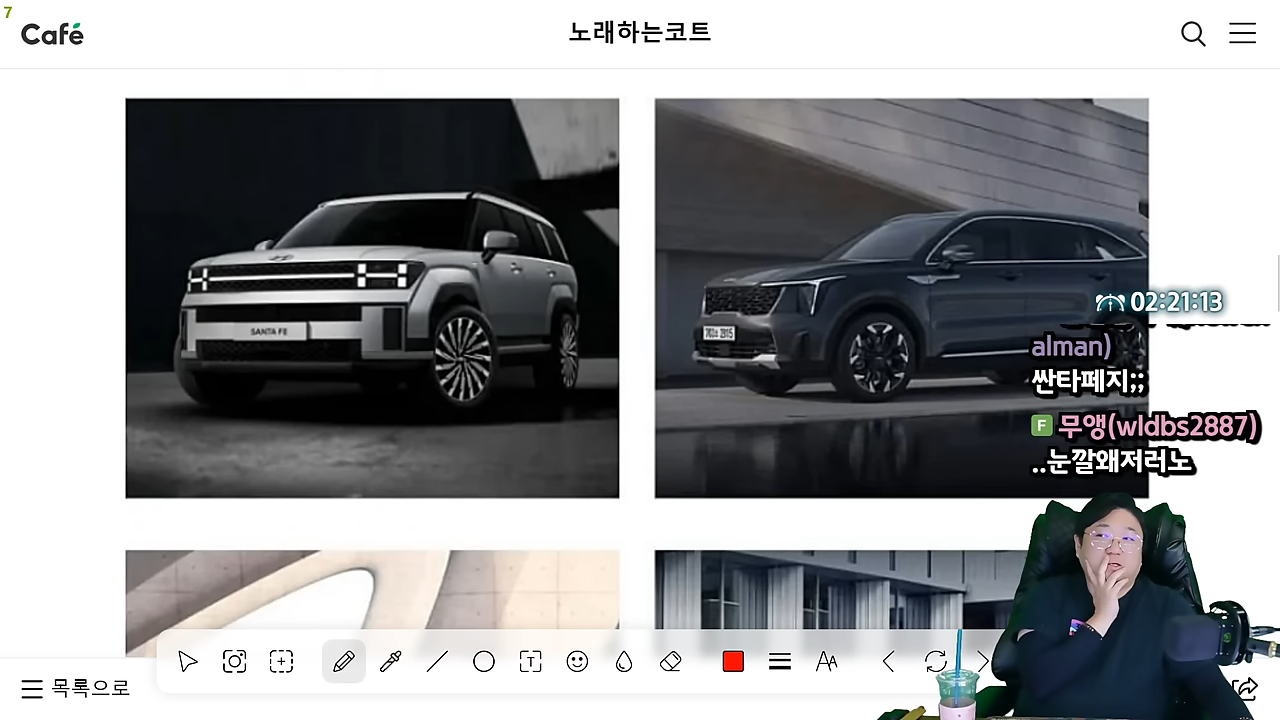 7
Café
노래하는코트
SANTA FE
02:21:13
alman)
싼타페지;;
F 무앵(wldbs2887)
..눈깔왜저러노
T
AA
목록으로